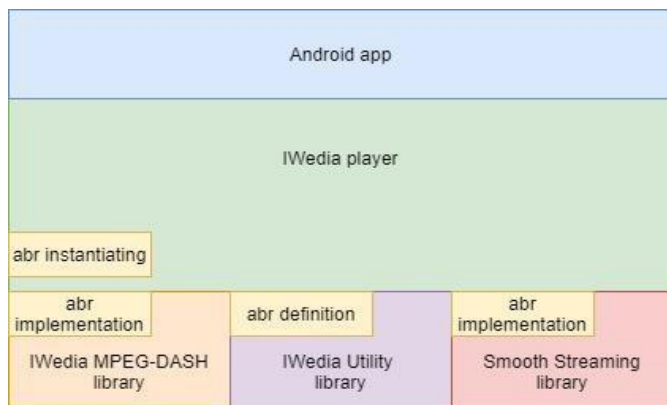 Android app
IWedia player
abr instantiating
abr
implementation
IWedia MPEG-DASH
library
abr definition
IWedia Utility
library
abr
implementation
Smooth Streaming
library